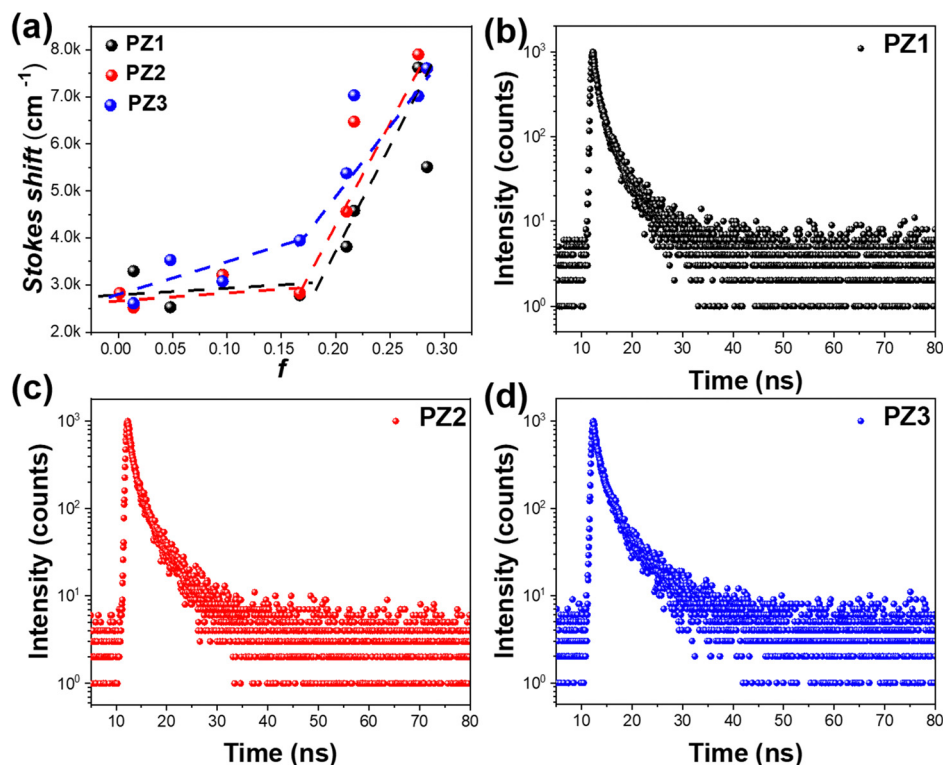 (a)
PZ1
PZ2
PZ3
Stokes shift (cm⁻¹)
8.0k
7.0k
6.0k
5.0k
4.0k
3.0k
2.0k
0.00 0.05 0.10 0.15 0.20 0.25 0.30
f
(b)
PZ1
Intensity (counts)
10³
10²
10¹
10⁰
10 20 30 40 50 60 70 80
Time (ns)
(c)
PZ2
Intensity (counts)
10³
10²
10¹
10⁰
10 20 30 40 50 60 70 80
Time (ns)
(d)
PZ3
Intensity (counts)
10³
10²
10¹
10⁰
10 20 30 40 50 60 70 80
Time (ns)